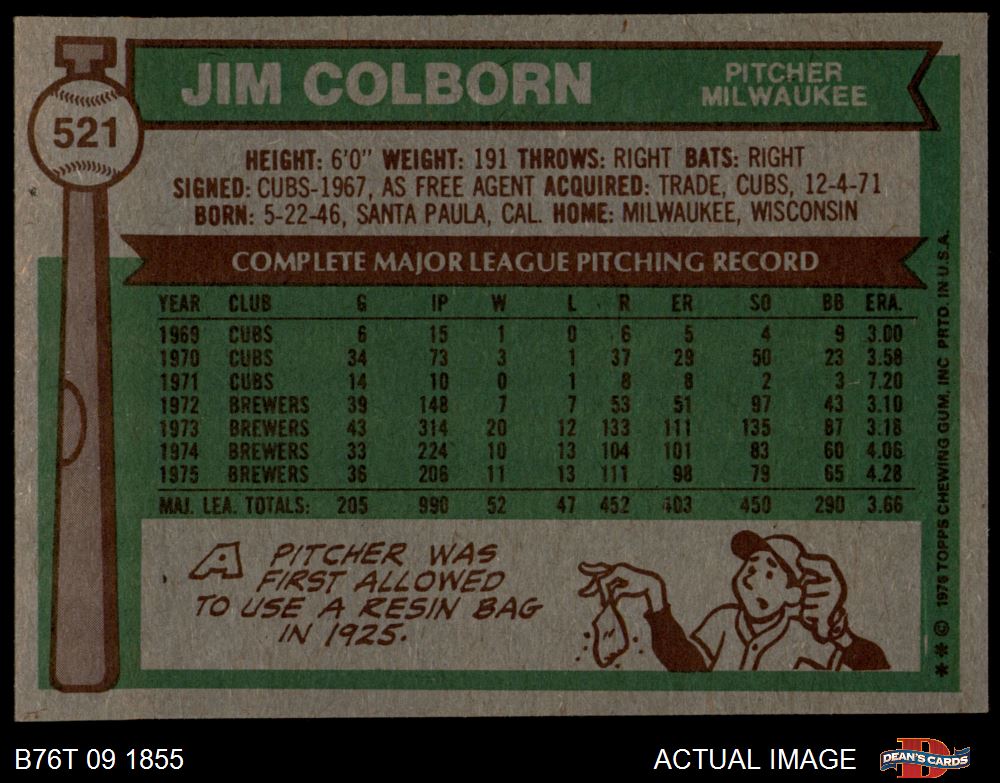 521
JIM COLBORN
PITCHER
MILWAUKEE
HEIGHT: 6'0" WEIGHT: 191 THROWS: RIGHT BATS: RIGHT
SIGNED: CUBS-1967, AS FREE AGENT ACQUIRED: TRADE, CUBS, 12-4-71
BORN: 5-22-46, SANTA PAULA, CAL. HOME: MILWAUKEE, WISCONSIN
COMPLETE MAJOR LEAGUE PITCHING RECORD
YEAR CLUB G IP W L R ER SO BB ERA.
1969 CUBS 6 15 1 0 6 5 4 9 3.00
1970 CUBS 34 73 3 1 37 29 50 23 3.58
1971 CUBS 14 10 0 1 8 8 2 3 7.20
1972 BREWERS 39 148 7 7 53 51 97 43 3.10
1973 BREWERS 43 314 20 12 133 111 135 87 3.18
1974 BREWERS 33 224 10 13 104 101 83 60 4.06
1975 BREWERS 36 206 11 13 111 98 79 65 4.28
MAJ. LEA. TOTALS: 205 990 52 47 452 403 450 290 3.66
A PITCHER WAS
FIRST ALLOWED
TO USE A RESIN BAG
IN 1925.
** © 1976 TOPPS CHEWING GUM, INC PRTD. IN U.S.A.
B76T 09 1855
ACTUAL IMAGE
D
DEAN'S CARDS